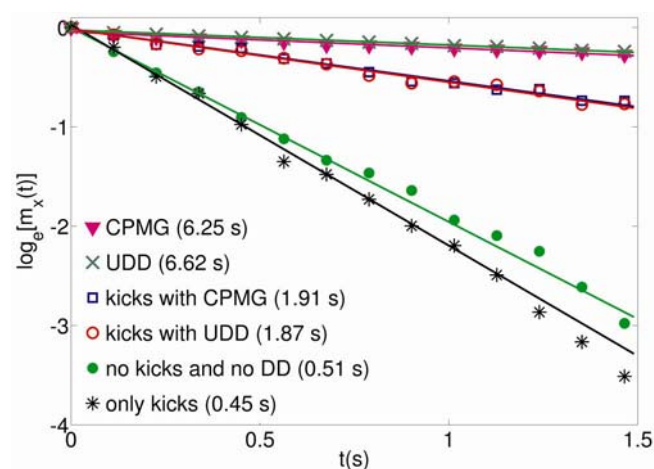 0
-1
-2
-3
-4
log_e[m_x(t)]
CPMG (6.25 s)
UDD (6.62 s)
kicks with CPMG (1.91 s)
kicks with UDD (1.87 s)
no kicks and no DD (0.51 s)
only kicks (0.45 s)
0 0.5 1 1.5
t(s)